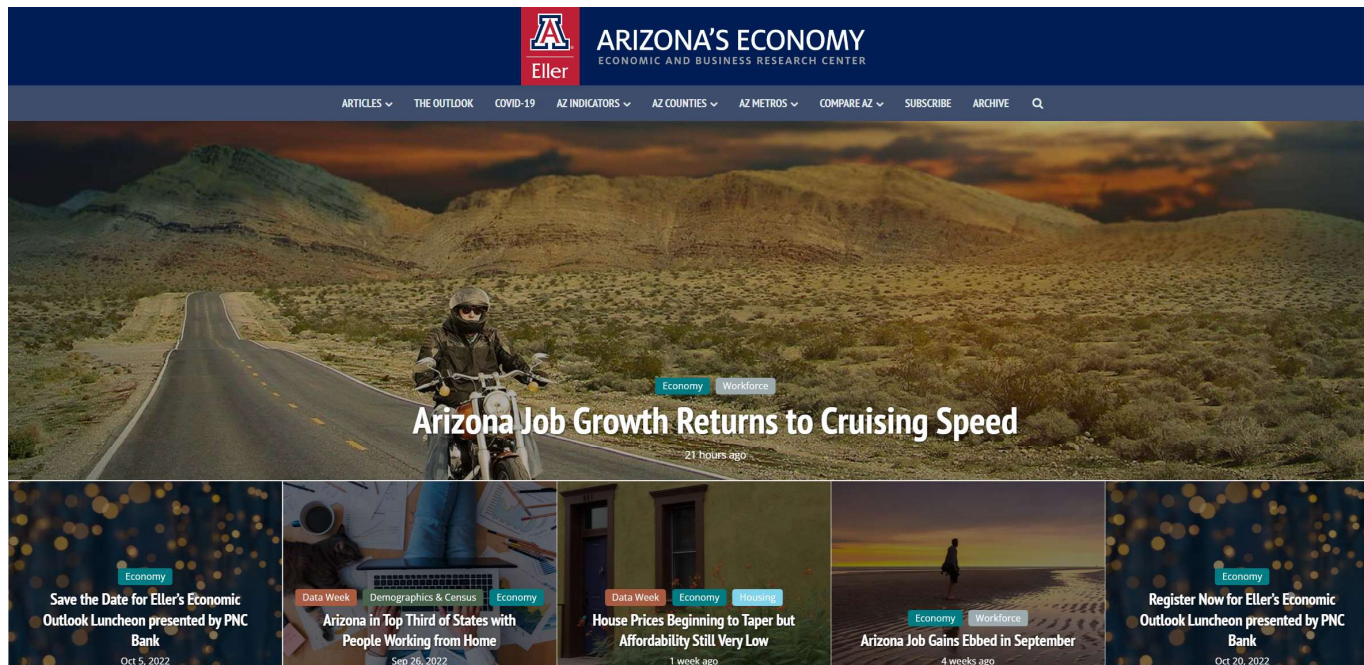 A
Eller
ARIZONA'S ECONOMY
ECONOMIC AND BUSINESS RESEARCH CENTER
ARTICLES THE OUTLOOK COVID-19 AZ INDICATORS AZ COUNTIES AZ METROS COMPARE AZ SUBSCRIBE ARCHIVE
Economy Workforce
Arizona Job Growth Returns to Cruising Speed
21 hours ago
Economy
Save the Date for Eller's Economic
Outlook Luncheon presented by PNC
Bank
Oct 5, 2022
Data Week Demographics & Census Economy
Arizona in Top Third of States with
People Working from Home
Sep 26, 2022
Data Week Economy Housing
House Prices Beginning to Taper but
Affordability Still Very Low
1 week ago
Economy Workforce
Arizona Job Gains Ebbed in September
4 weeks ago
Economy
Register Now for Eller's Economic
Outlook Luncheon presented by PNC
Bank
Oct 20, 2022